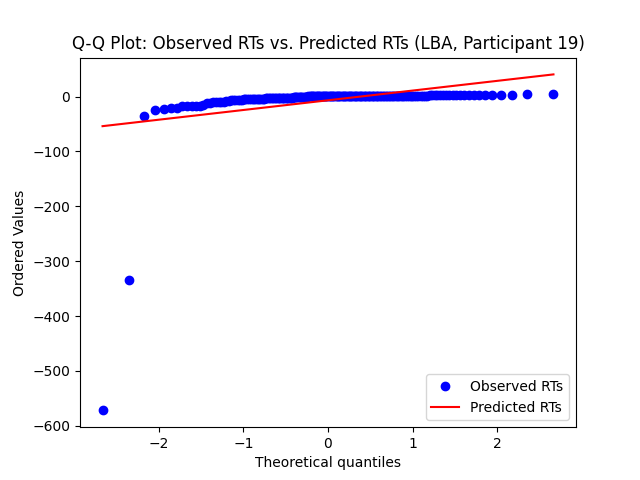 Q-Q Plot: Observed RTs vs. Predicted RTs (LBA, Participant 19)
0
−100
−200
−300
−400
−500
−600
Ordered Values
−2
−1
0
1
2
Theoretical quantiles
Observed RTs
Predicted RTs